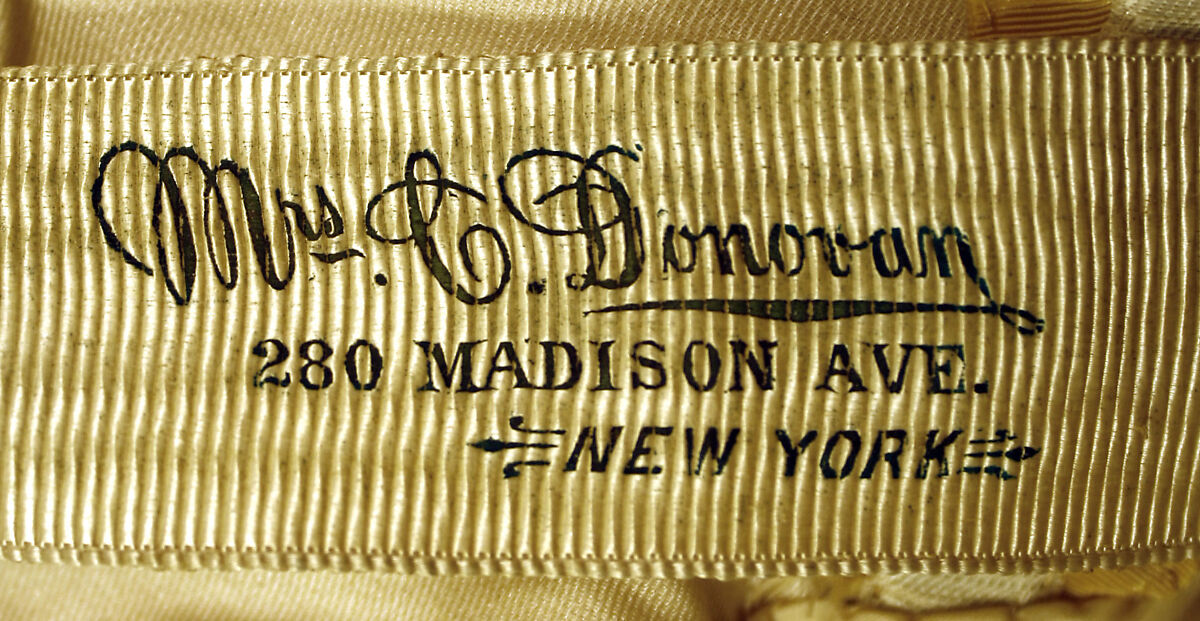 Mrs. C. Donovan
280 MADISON AVE.
NEW YORK